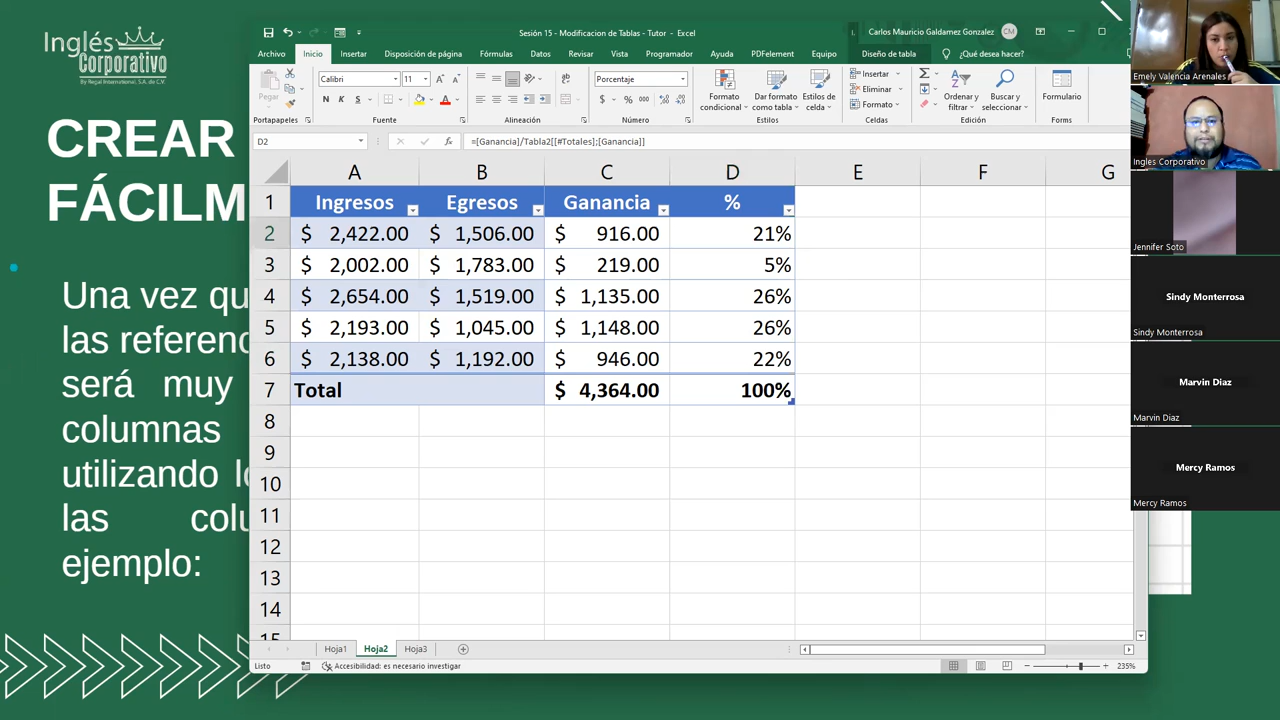 Inglés
Corporativo
By Regal International, S.A. de C.V.
CREAR
FÁCILM
Una vez qu
las referenc
será muy
columnas
utilizando lo
las colu
ejemplo:
Sesión 15 - Modificacion de Tablas - Tutor - Excel
Carlos Mauricio Galdamez Gonzalez CM
Archivo Inicio Insertar Disposición de página Fórmulas Datos Revisar Vista Programador Ayuda PDFelement Equipo Diseño de tabla ¿Qué desea hacer?
Pegar
Calibri 11
N K S
Porcentaje
$ % 000
Formato condicional
Dar formato como tabla
Estilos de celda
Insertar
Eliminar
Formato
Ordenar y filtrar
Buscar y seleccionar
Formulario
Portapapeles Fuente Alineación Número Estilos Celdas Edición Forms
D2 fx =[Ganancia]/Tabla2[[#Totales];[Ganancia]]
A B C D E F G
1 Ingresos Egresos Ganancia %
2 $ 2,422.00 $ 1,506.00 $ 916.00 21%
3 $ 2,002.00 $ 1,783.00 $ 219.00 5%
4 $ 2,654.00 $ 1,519.00 $ 1,135.00 26%
5 $ 2,193.00 $ 1,045.00 $ 1,148.00 26%
6 $ 2,138.00 $ 1,192.00 $ 946.00 22%
7 Total $ 4,364.00 100%
8
9
10
11
12
13
14
15
Hoja1 Hoja2 Hoja3
Listo Accesibilidad: es necesario investigar 235%
Emely Valencia Arenales
Ingles Corporativo
Jennifer Soto
Sindy Monterrosa
Sindy Monterrosa
Marvin Diaz
Marvin Diaz
Mercy Ramos
Mercy Ramos